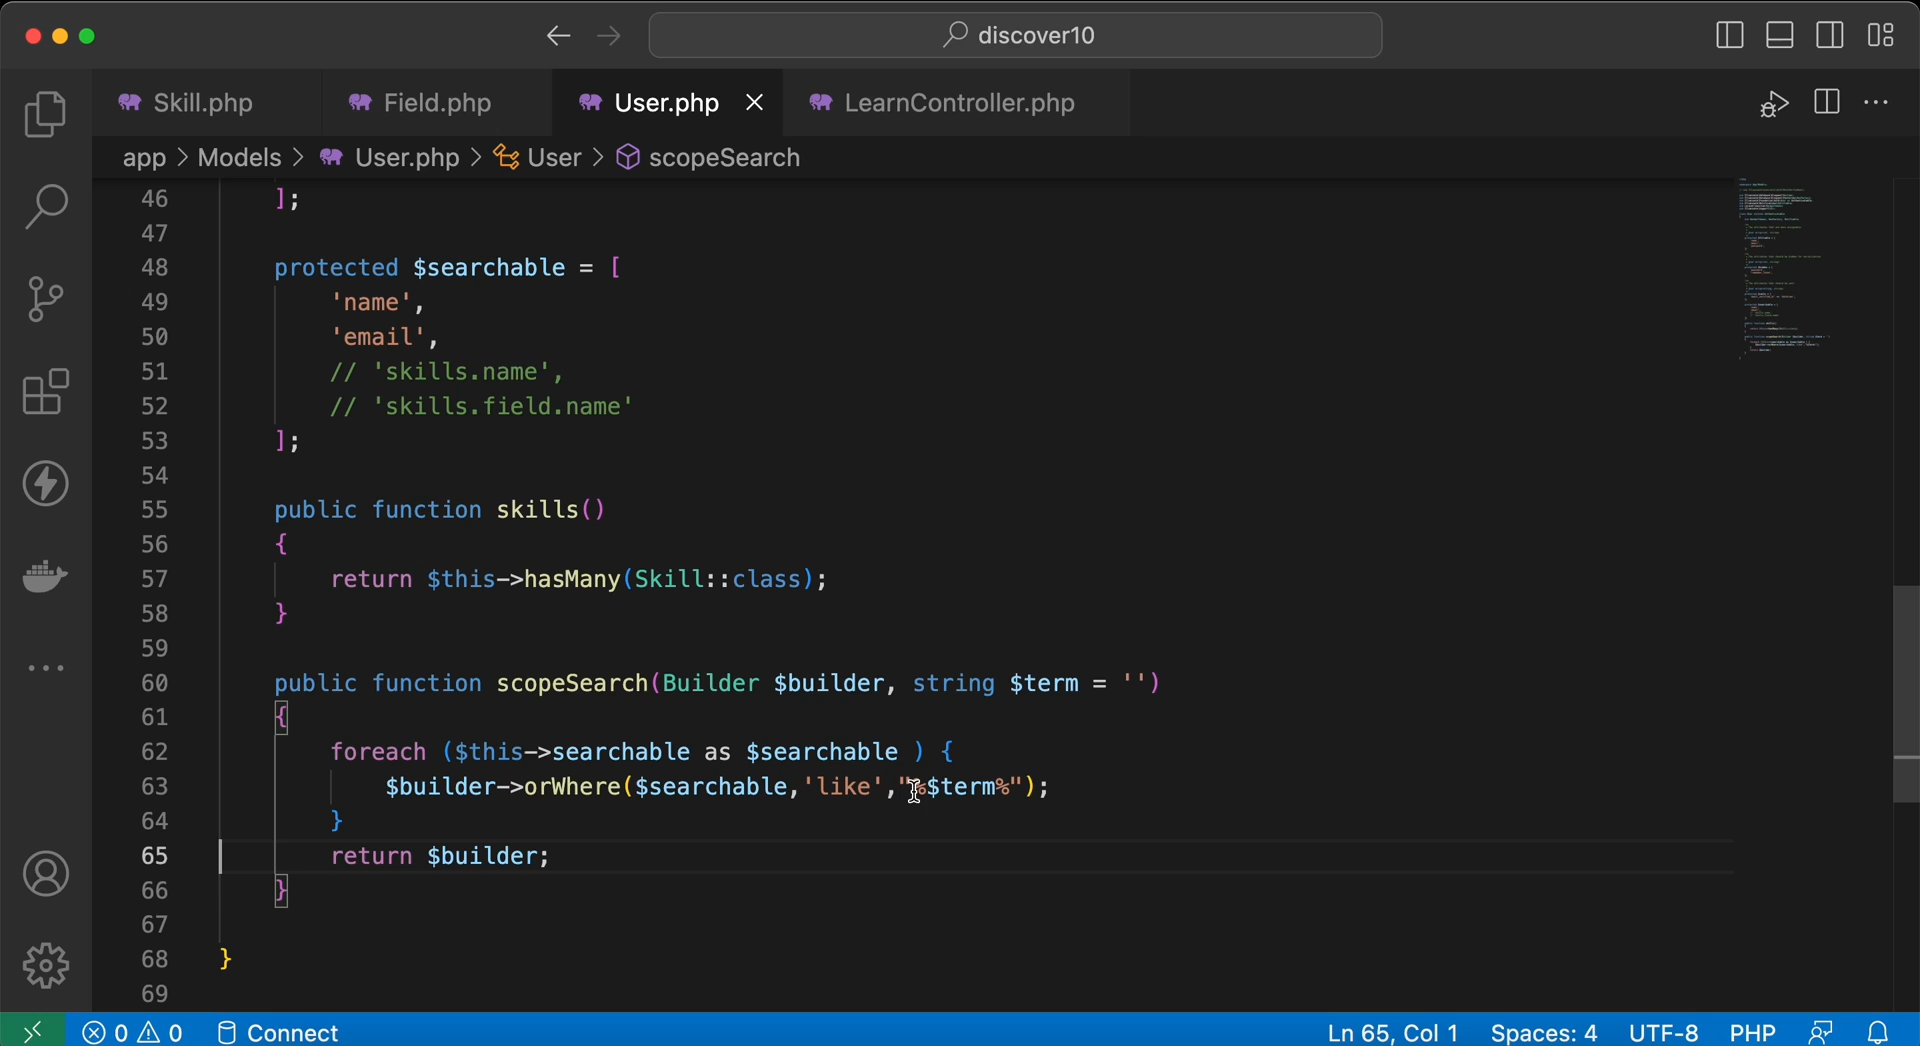 discover10
Skill.php
Field.php
User.php
LearnController.php
app > Models > User.php > User > scopeSearch
46 ];
47
48 protected $searchable = [
49 'name',
50 'email',
51 // 'skills.name',
52 // 'skills.field.name'
53 ];
54
55 public function skills()
56 {
57 return $this->hasMany(Skill::class);
58 }
59
60 public function scopeSearch(Builder $builder, string $term = '')
61 {
62 foreach ($this->searchable as $searchable ) {
63 $builder->orWhere($searchable,'like',"%$term%");
64 }
65 return $builder;
66 }
67
68 }
69
0 0 Connect
Ln 65, Col 1 Spaces: 4 UTF-8 PHP